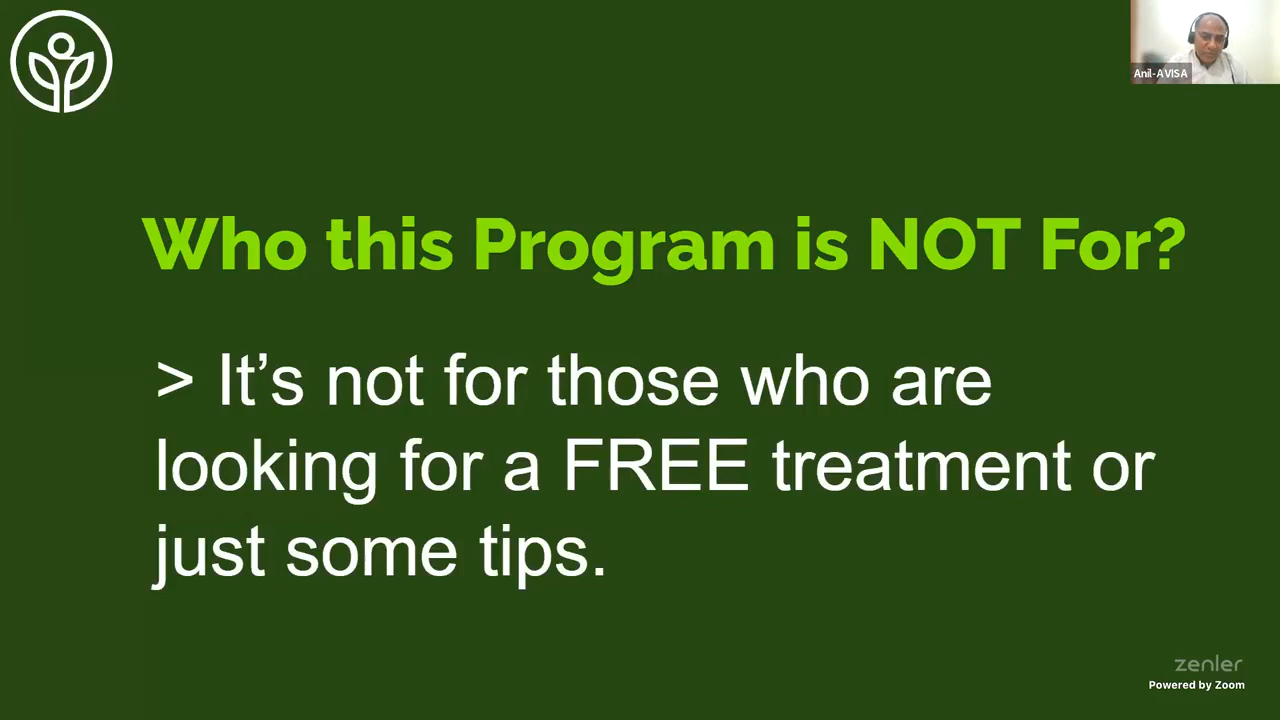 Anil-AVISA
Who this Program is NOT For?
> It’s not for those who are
looking for a FREE treatment or
just some tips.
zenler
Powered by Zoom